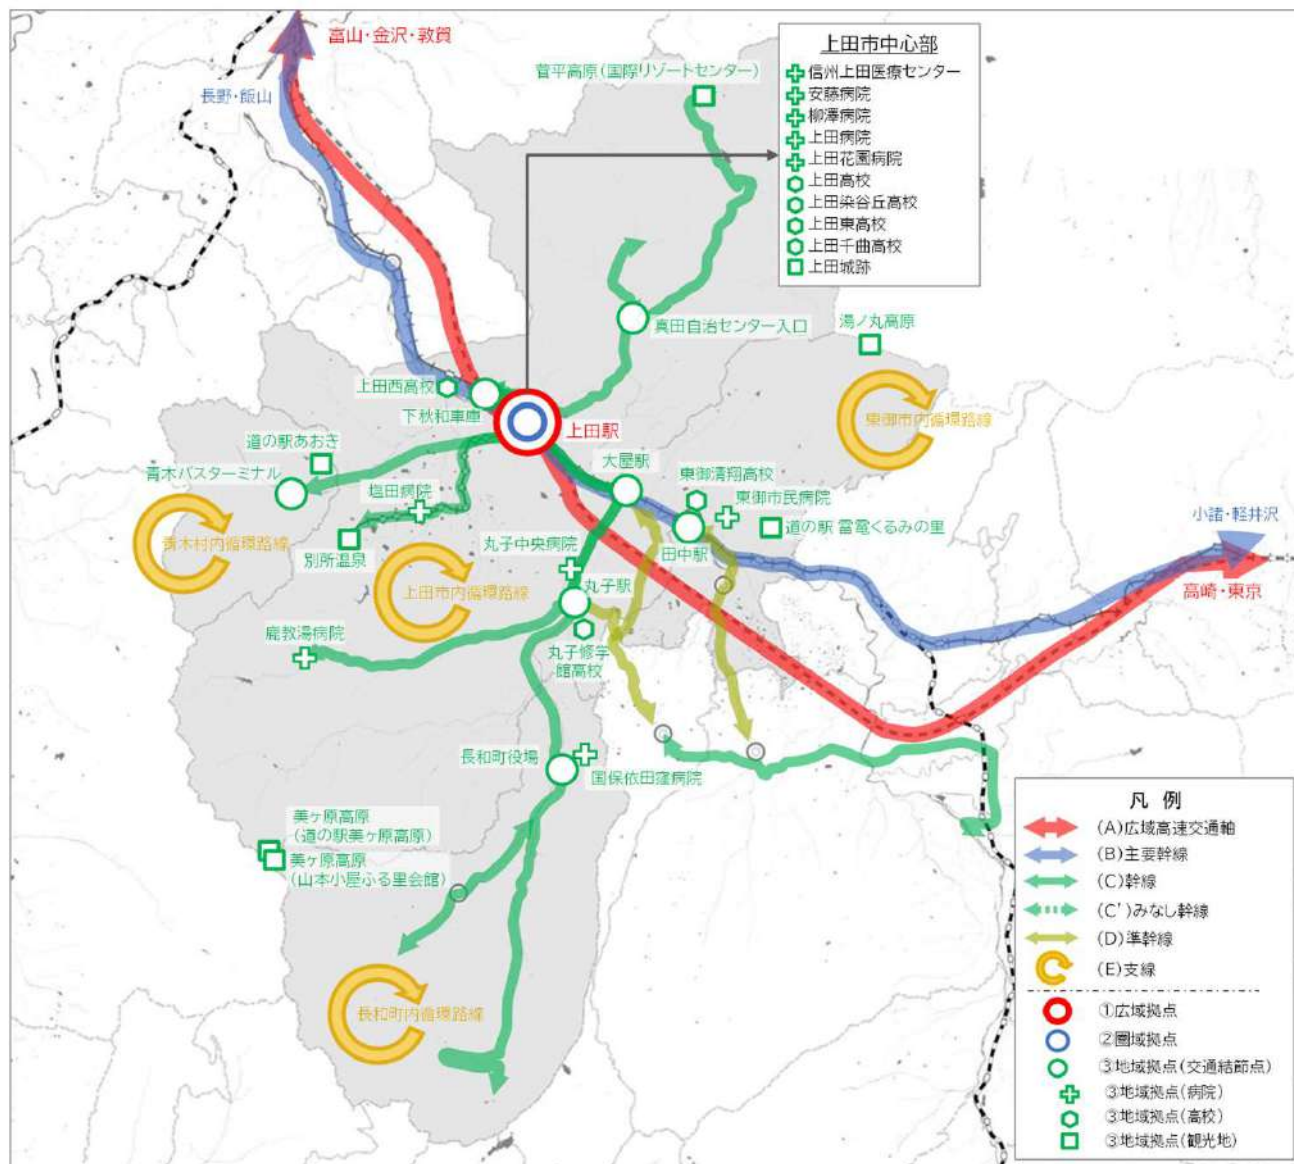 富山・金沢・敦賀
長野・飯山
菅平高原(国際リゾートセンター)
上田市中心部
信州上田医療センター
安藤病院
柳澤病院
上田病院
上田花園病院
上田高校
上田染谷丘高校
上田東高校
上田千曲高校
上田城跡
真田自治センター入口
湯ノ丸高原
上田西高校
下秋和車庫
上田駅
東御市内循環路線
道の駅あおき
青木バスターミナル
大屋駅
東御清翔高校
塩田病院
東御市民病院
道の駅 雷電くるみの里
小諸・軽井沢
青木村内循環路線
別所温泉
丸子中央病院
田中駅
上田市内循環路線
丸子駅
高崎・東京
鹿教湯病院
丸子修学
館高校
長和町役場
国保依田窪病院
美ヶ原高原
(道の駅美ヶ原高原)
美ヶ原高原
(山本小屋ふる里会館)
長和町内循環路線
凡 例
(A)広域高速交通軸
(B)主要幹線
(C)幹線
(C')みなし幹線
(D)準幹線
(E)支線
①広域拠点
②圏域拠点
③地域拠点(交通結節点)
③地域拠点(病院)
③地域拠点(高校)
③地域拠点(観光地)